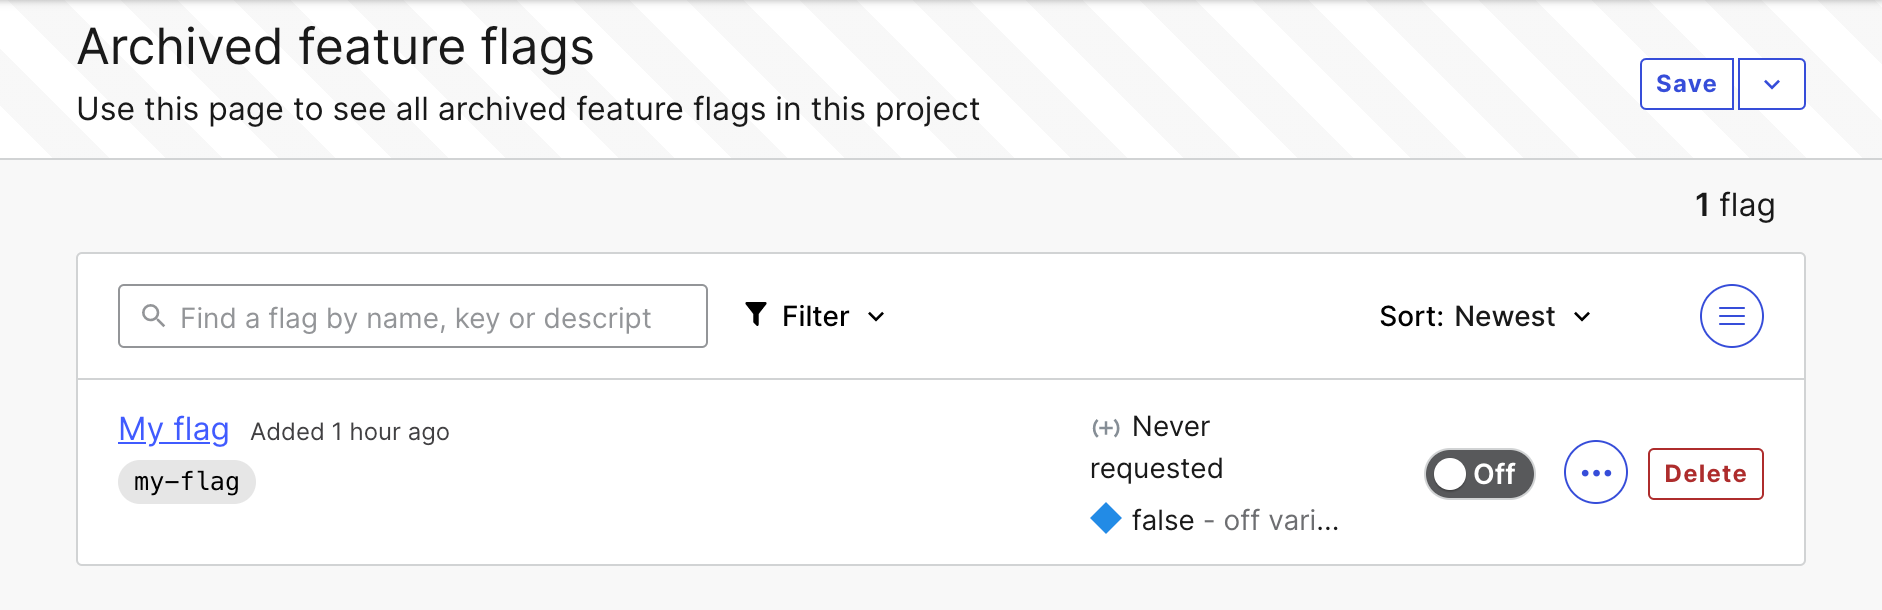 Archived feature flags
Use this page to see all archived feature flags in this project
Save
1 flag
Find a flag by name, key or descript
Filter
Sort: Newest
My flag Added 1 hour ago
my-flag
(+) Never
requested
false - off vari...
Off
Delete